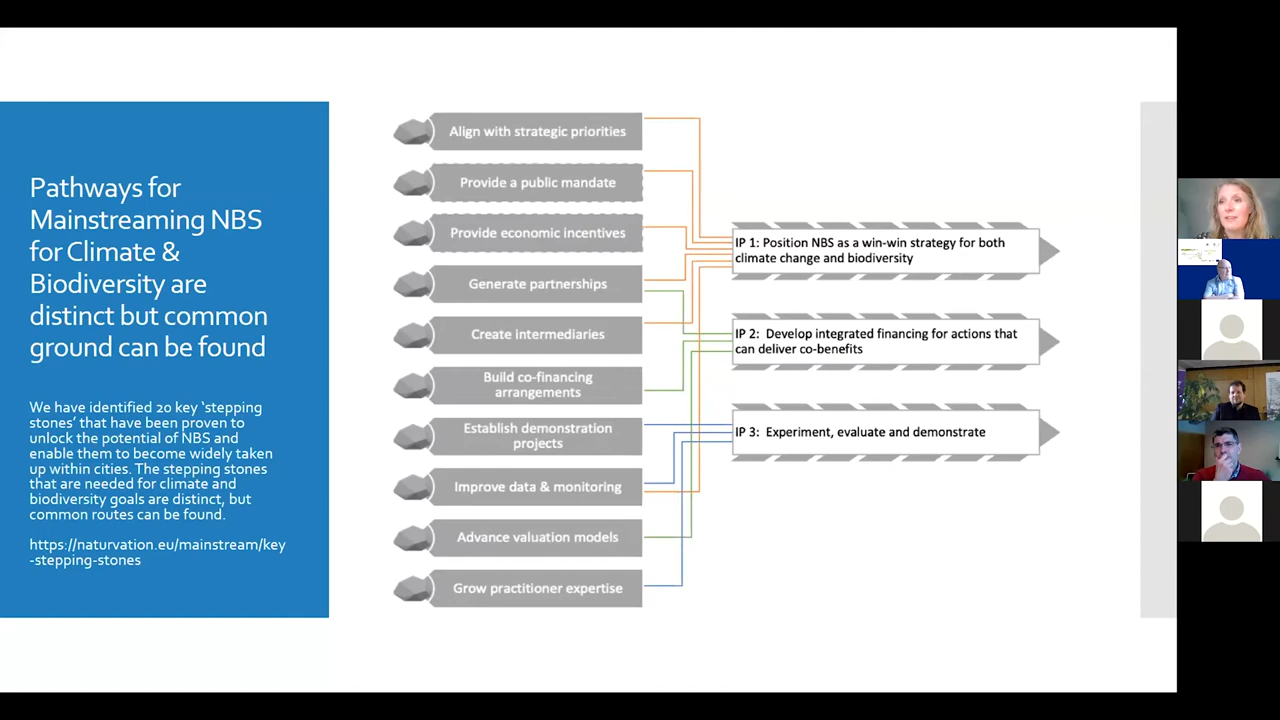 Pathways for
Mainstreaming NBS
for Climate &
Biodiversity are
distinct but common
ground can be found
We have identified 20 key ‘stepping
stones’ that have been proven to
unlock the potential of NBS and
enable them to become widely taken
up within cities. The stepping stones
that are needed for climate and
biodiversity goals are distinct, but
common routes can be found.
https://naturvation.eu/mainstream/key
-stepping-stones
Align with strategic priorities
Provide a public mandate
Provide economic incentives
Generate partnerships
Create intermediaries
Build co-financing
arrangements
Establish demonstration
projects
Improve data & monitoring
Advance valuation models
Grow practitioner expertise
IP 1: Position NBS as a win-win strategy for both
climate change and biodiversity
IP 2:  Develop integrated financing for actions that
can deliver co-benefits
IP 3:  Experiment, evaluate and demonstrate